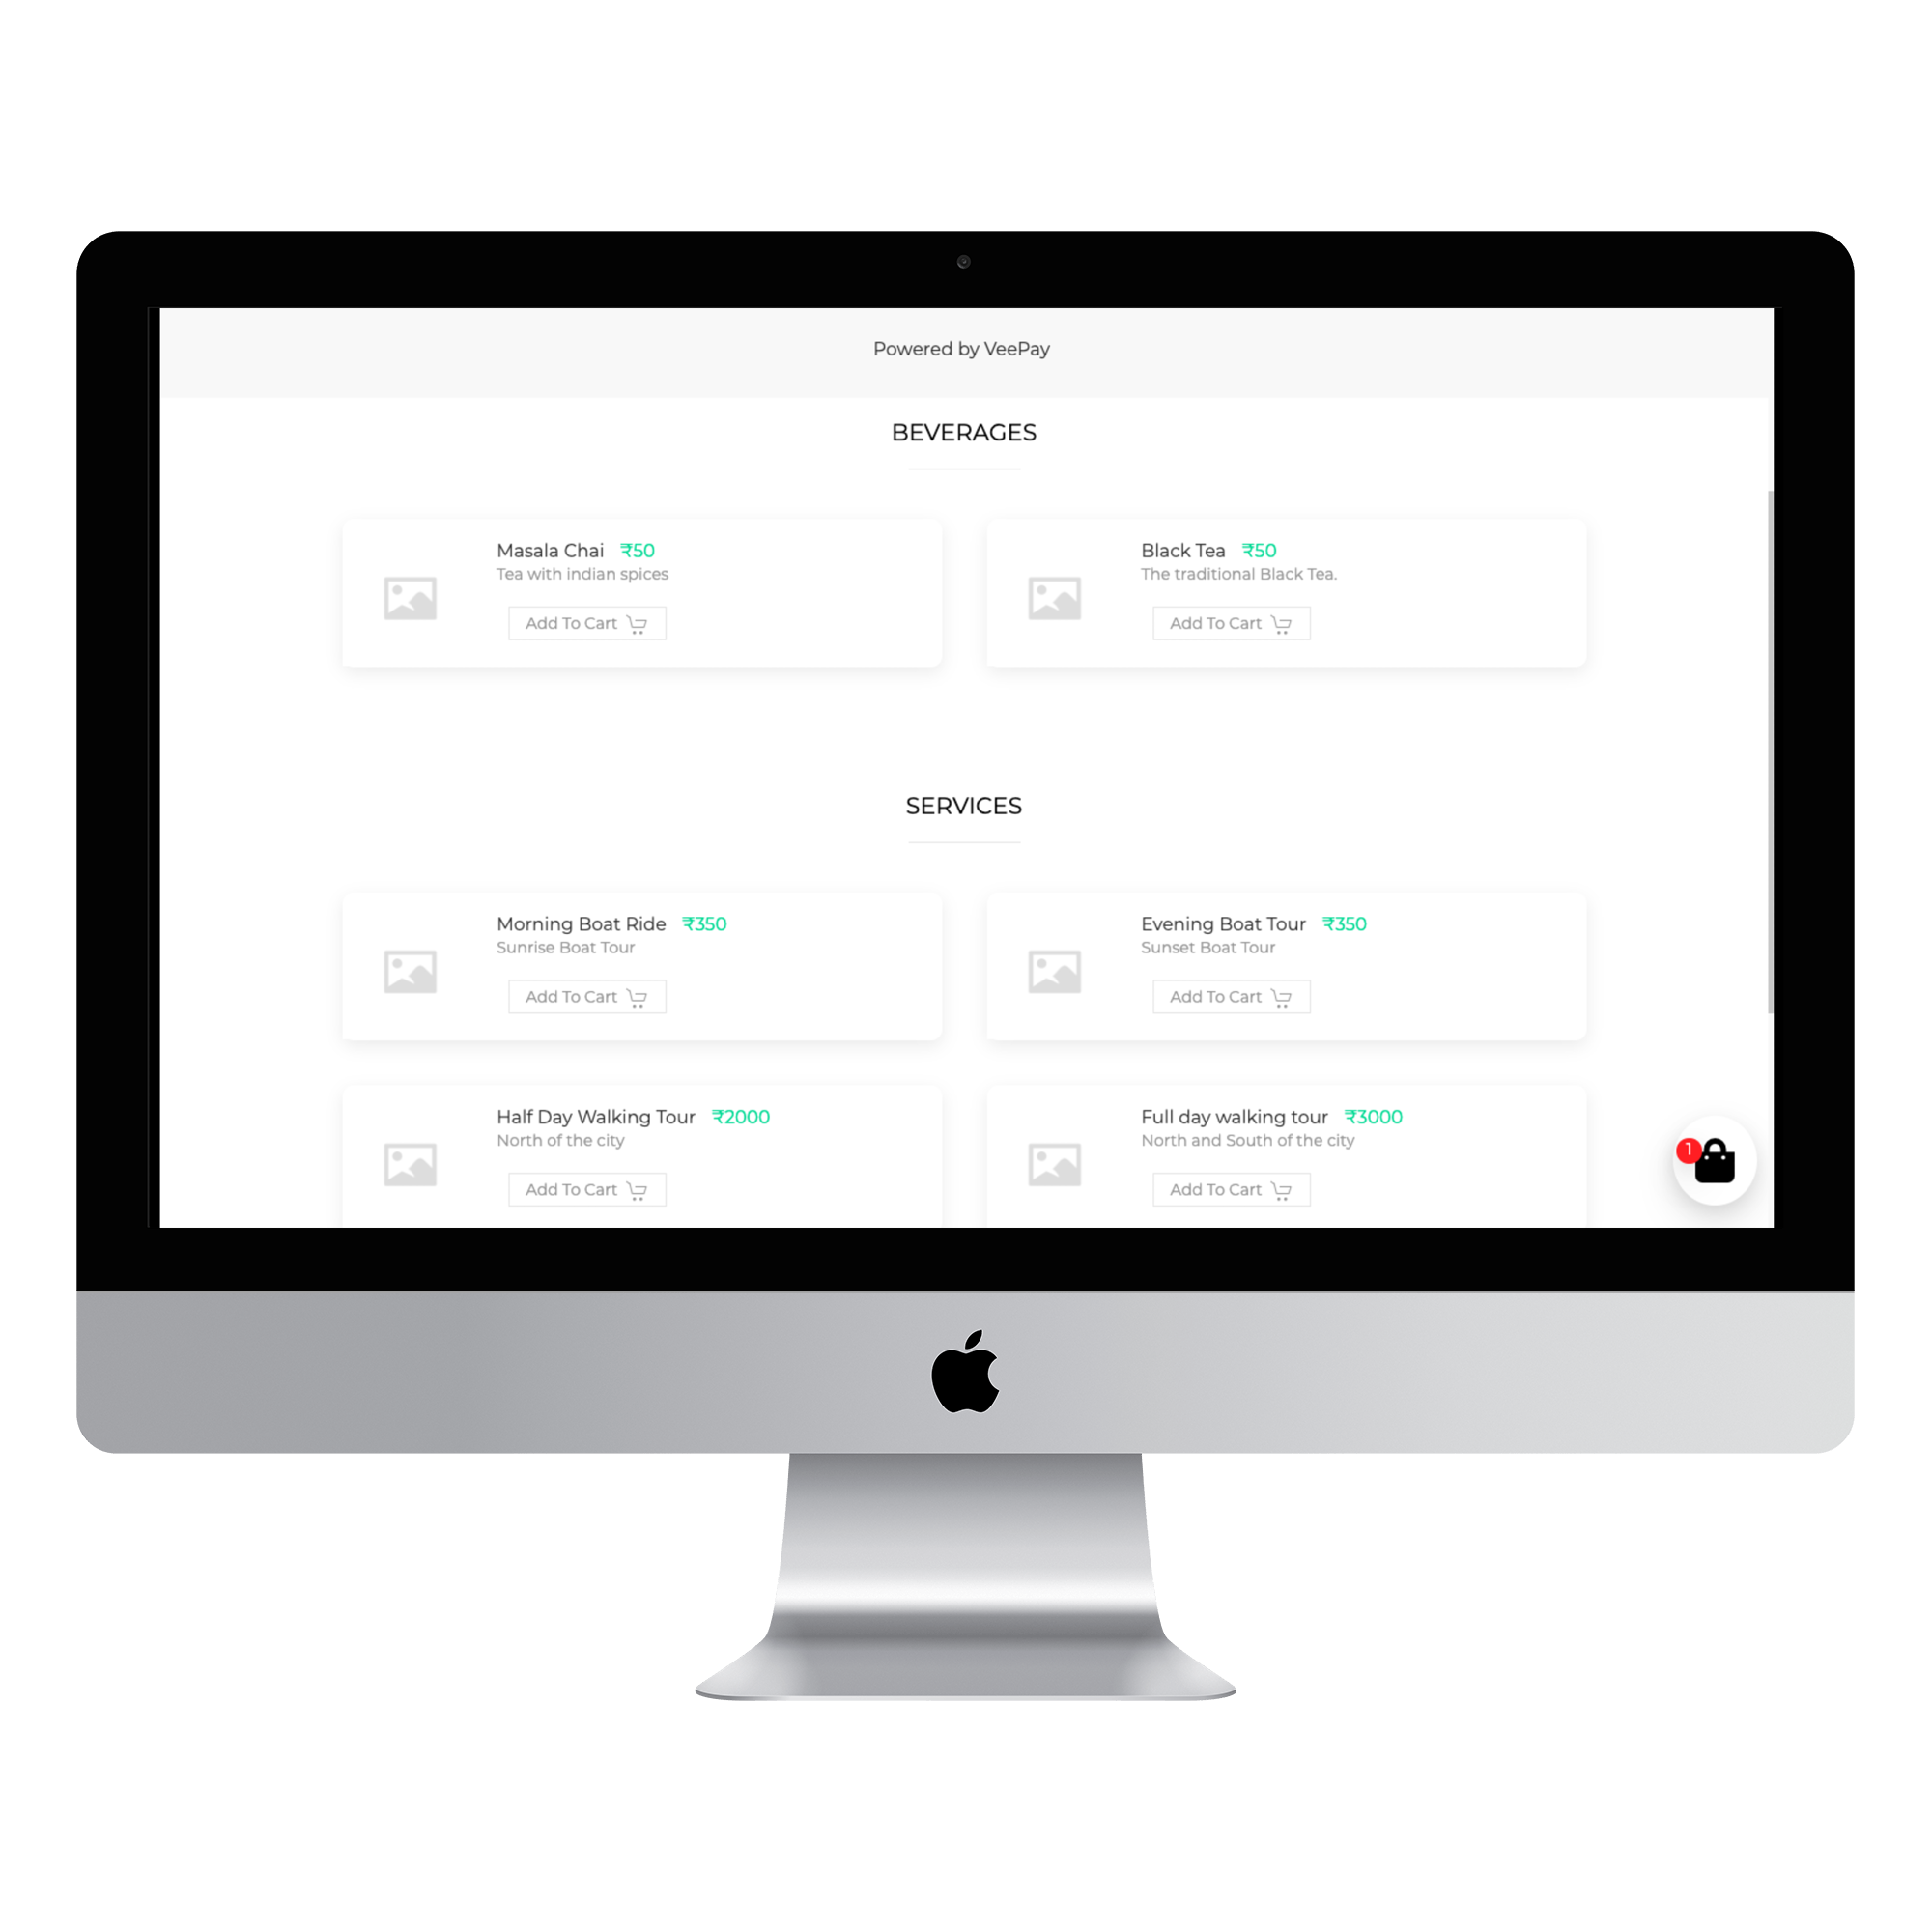 Powered by VeePay
BEVERAGES
Masala Chai ₹50
Tea with indian spices
Add To Cart
Black Tea ₹50
The traditional Black Tea.
Add To Cart
SERVICES
Morning Boat Ride ₹350
Sunrise Boat Tour
Add To Cart
Evening Boat Tour ₹350
Sunset Boat Tour
Add To Cart
Half Day Walking Tour ₹2000
North of the city
Add To Cart
Full day walking tour ₹3000
North and South of the city
Add To Cart
1